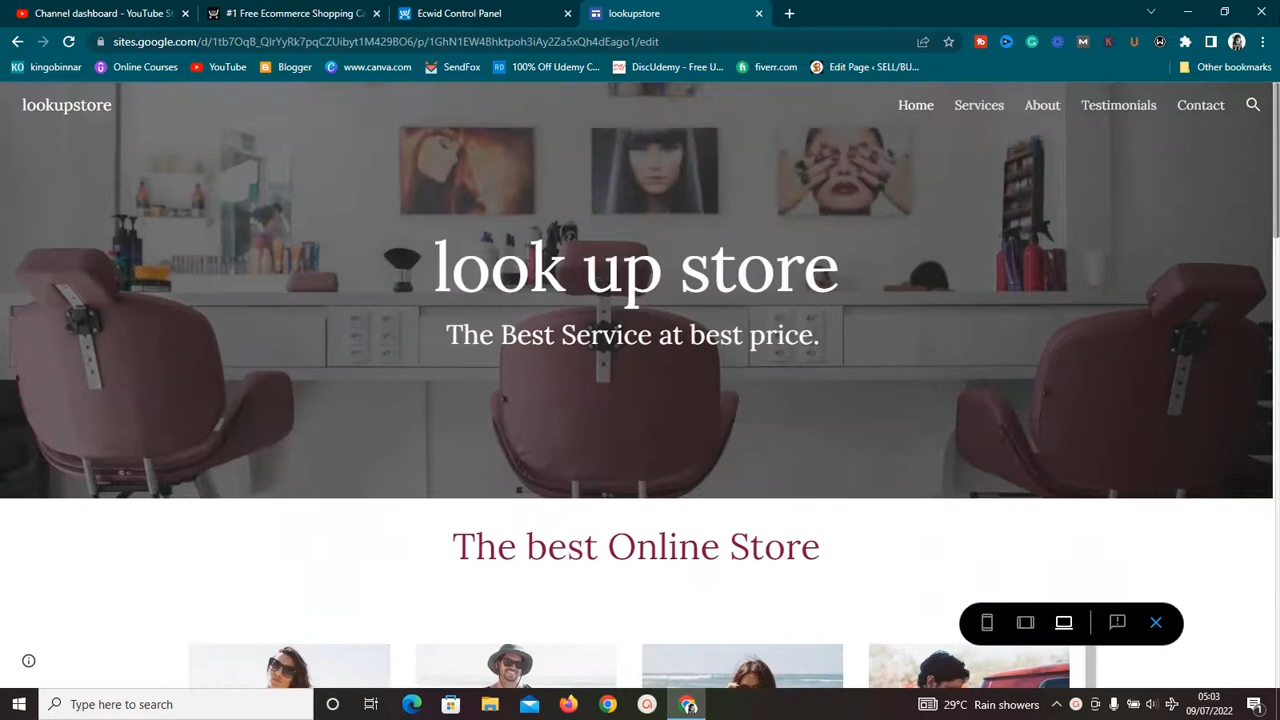 Channel dashboard - YouTube St
#1 Free Ecommerce Shopping Ca
Ecwid Control Panel
lookupstore
sites.google.com/d/1tb7OqB_QIrYyRk7pqCZUibyt1M429BO6/p/1GhN1EW4Bhktpoh3iAy2Za5xQh4dEago1/edit
kingobinnar
Online Courses
YouTube
Blogger
www.canva.com
SendFox
100% Off Udemy C...
DiscUdemy - Free U...
fiverr.com
Edit Page ‹ SELL/BU...
Other bookmarks
lookupstore
Home
Services
About
Testimonials
Contact
look up store
The Best Service at best price.
The best Online Store
Type here to search
29°C Rain showers
05:03
09/07/2022